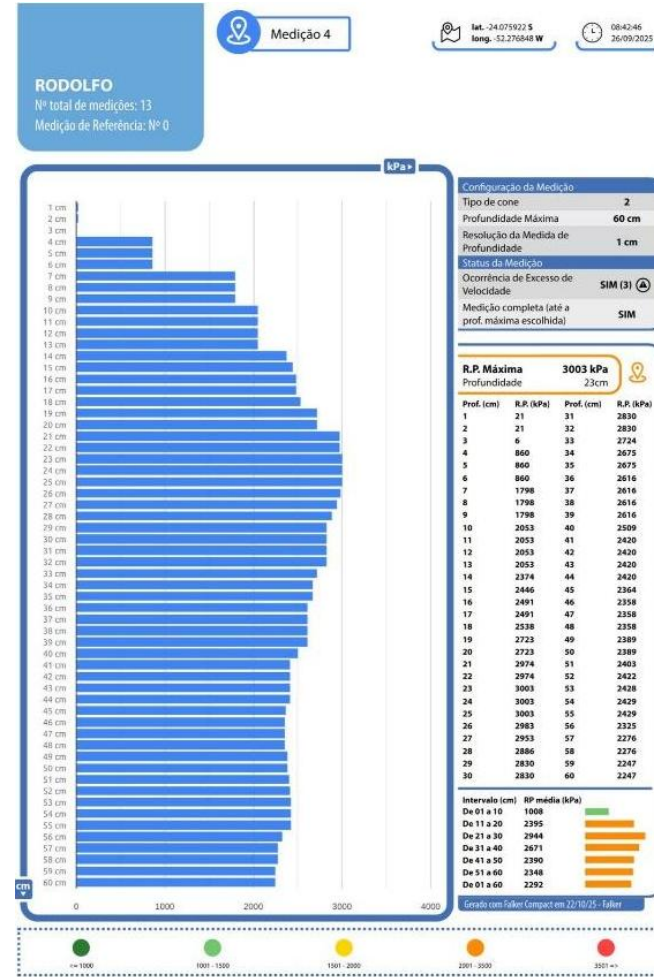 Medição 4
lat. -24.075922 S
long. -52.276848 W
08:42:46
26/09/2025
RODOLFO
Nº total de medições: 13
Medição de Referência: Nº 0
kPa
1 cm
2 cm
3 cm
4 cm
5 cm
6 cm
7 cm
8 cm
9 cm
10 cm
11 cm
12 cm
13 cm
14 cm
15 cm
16 cm
17 cm
18 cm
19 cm
20 cm
21 cm
22 cm
23 cm
24 cm
25 cm
26 cm
27 cm
28 cm
29 cm
30 cm
31 cm
32 cm
33 cm
34 cm
35 cm
36 cm
37 cm
38 cm
39 cm
40 cm
41 cm
42 cm
43 cm
44 cm
45 cm
46 cm
47 cm
48 cm
49 cm
50 cm
51 cm
52 cm
53 cm
54 cm
55 cm
56 cm
57 cm
58 cm
59 cm
60 cm
cm
0 1000 2000 3000 4000
Configuração da Medição
Tipo de cone 2
Profundidade Máxima 60 cm
Resolução da Medida de
Profundidade 1 cm
Status da Medição
Ocorrência de Excesso de
Velocidade SIM (3)
Medição completa (até a
prof. máxima escolhida) SIM
R.P. Máxima 3003 kPa
Profundidade 23cm
Prof. (cm) R.P. (kPa) Prof. (cm) R.P. (kPa)
1 21 31 2830
2 21 32 2830
3 6 33 2724
4 860 34 2675
5 860 35 2675
6 860 36 2616
7 1798 37 2616
8 1798 38 2616
9 1798 39 2616
10 2053 40 2509
11 2053 41 2420
12 2053 42 2420
13 2053 43 2420
14 2374 44 2420
15 2446 45 2364
16 2491 46 2358
17 2491 47 2358
18 2538 48 2358
19 2723 49 2389
20 2723 50 2389
21 2974 51 2403
22 2974 52 2422
23 3003 53 2428
24 3003 54 2429
25 3003 55 2429
26 2983 56 2325
27 2953 57 2276
28 2886 58 2276
29 2830 59 2247
30 2830 60 2247
Intervalo (cm) RP média (kPa)
De 01 a 10 1008
De 11 a 20 2395
De 21 a 30 2944
De 31 a 40 2671
De 41 a 50 2390
De 51 a 60 2348
De 01 a 60 2292
Gerado com Falker Compact em 22/10/25 - Falker
<= 1000
1001 - 1500
1501 - 2000
2001 - 3500
3501 =>